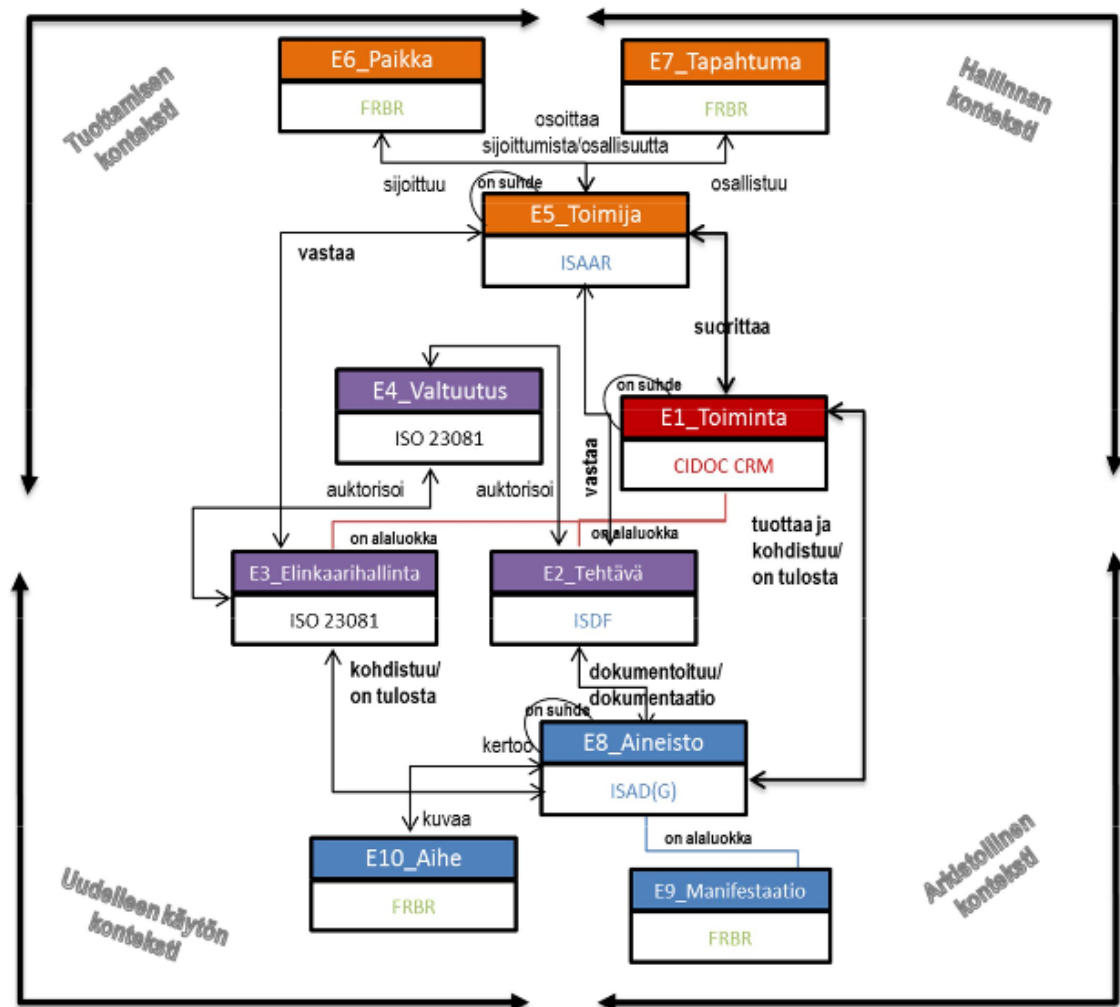 Tuottamisen
konteksti
E6_Paikka
FRBR
E7_Tapahtuma
FRBR
Hallinnan
konteksti
osoittaa
sijoittumista/osallisuutta
sijoittuu
on suhde
osallistuu
E5_Toimija
ISAAR
vastaa
suorittaa
E4_Valtuutus
ISO 23081
on suhde
E1_Toiminta
CIDOC CRM
vastaa
auktorisoi
auktorisoi
tuottaa ja
kohdistuu/
on tulosta
on alaluokka
on alaluokka
E3_Elinkaarihallinta
ISO 23081
E2_Tehtävä
ISDF
kohdistuu/
on tulosta
dokumentoituu/
dokumentaatio
on suhde
kertoo
E8_Aineisto
ISAD(G)
kuvaa
on alaluokka
E10_Aihe
FRBR
E9_Manifestaatio
FRBR
Uudelleen käytön
konteksti
Arkistollinen
konteksti